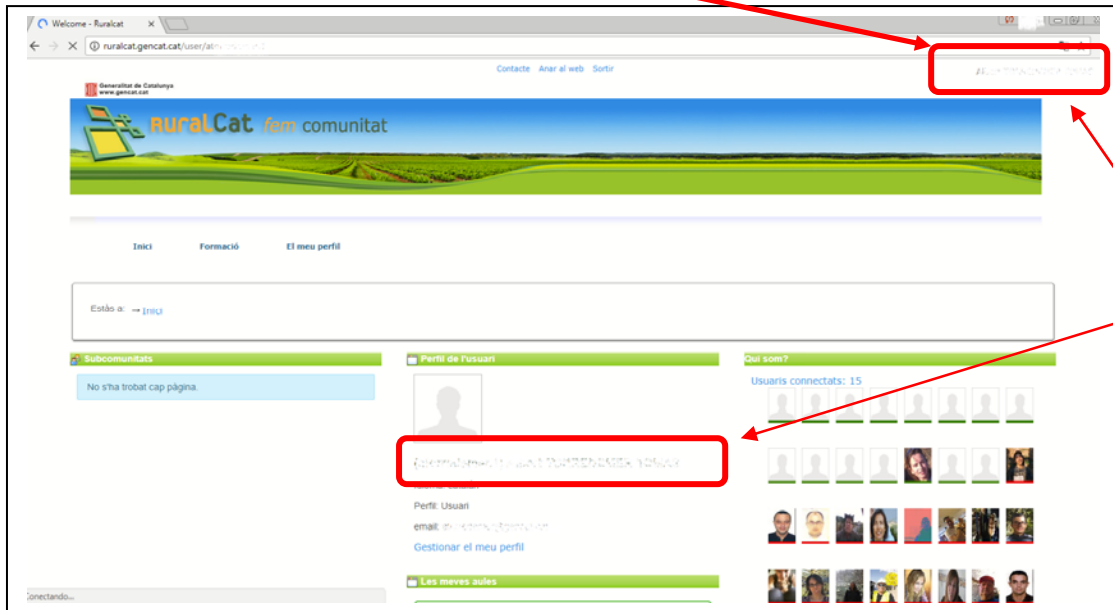 Welcome - Ruralcat
ruralcat.gencat.cat/user/
Contacte Anar al web Sortir
Generalitat de Catalunya
www.gencat.cat
RuralCat fem comunitat
Inici Formació El meu perfil
Estàs a: → Inici
Subcomunitats
No s'ha trobat cap pàgina.
Perfil de l'usuari
Perfil: Usuari
email:
Gestionar el meu perfil
Les meves aules
Qui som?
Usuaris connectats: 15
Conectando...